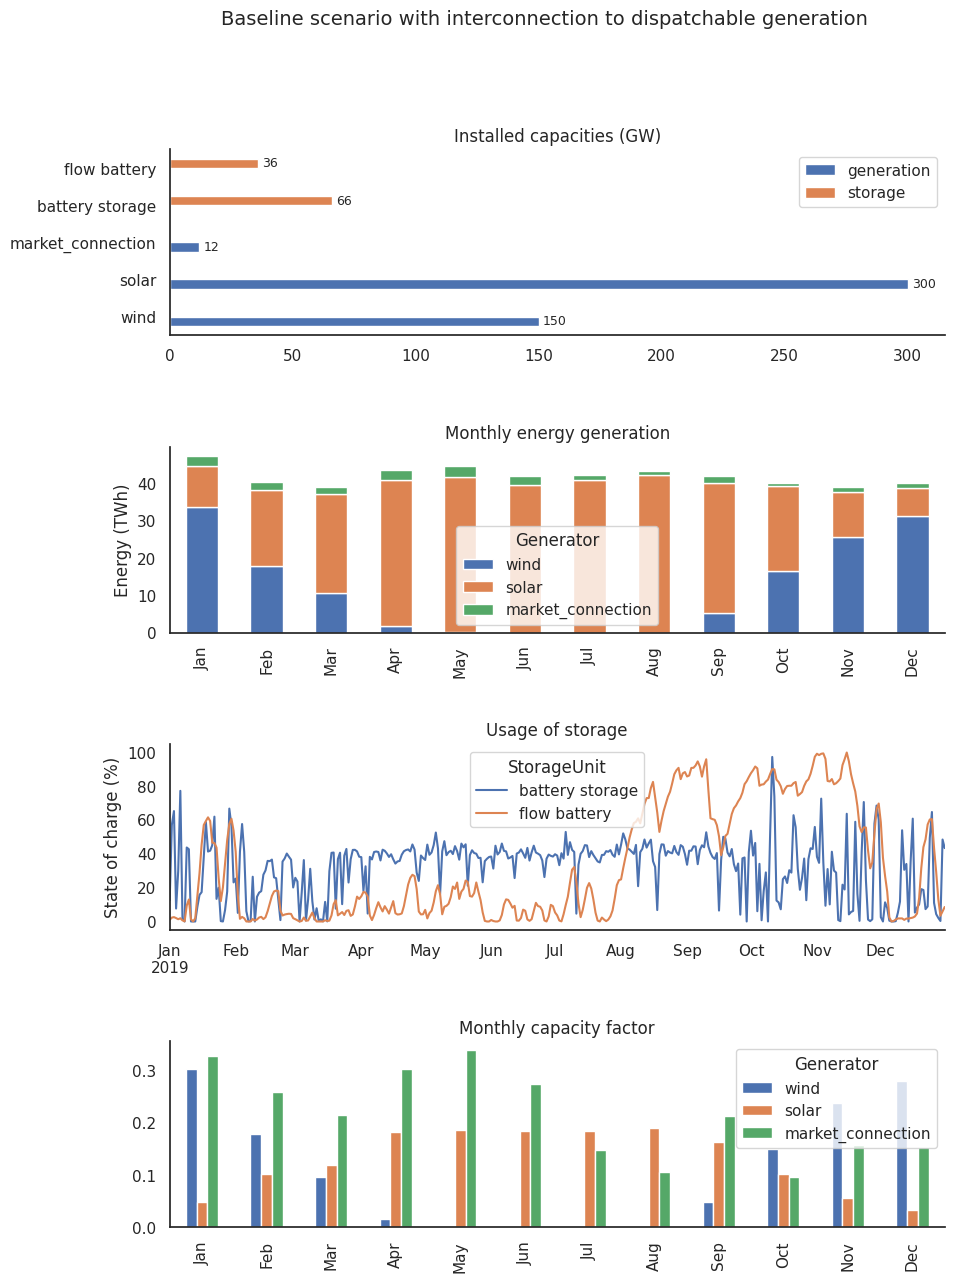 Baseline scenario with interconnection to dispatchable generation
Installed capacities (GW)
flow battery
battery storage
market_connection
solar
wind
36
66
12
300
150
generation
storage
0 50 100 150 200 250 300
Monthly energy generation
Energy (TWh)
40
30
20
10
0
Generator
wind
solar
market_connection
Jan Feb Mar Apr May Jun Jul Aug Sep Oct Nov Dec
Usage of storage
State of charge (%)
100
80
60
40
20
0
StorageUnit
battery storage
flow battery
Jan Feb Mar Apr May Jun Jul Aug Sep Oct Nov Dec
2019
Monthly capacity factor
0.3
0.2
0.1
0.0
Generator
wind
solar
market_connection
Jan Feb Mar Apr May Jun Jul Aug Sep Oct Nov Dec